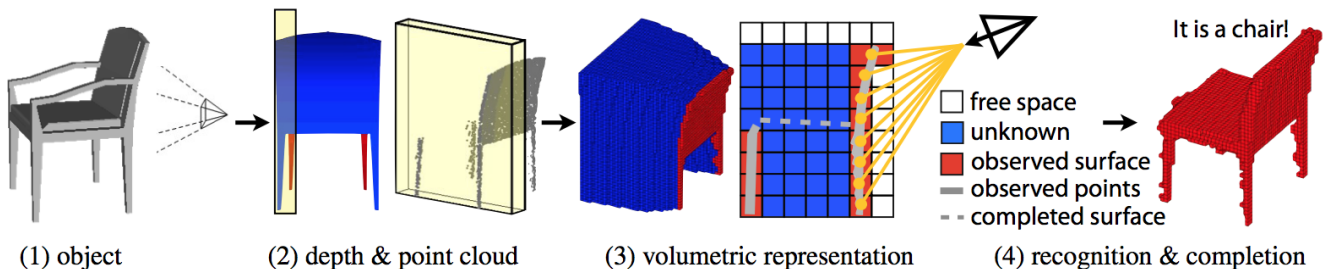 It is a chair!
free space
unknown
observed surface
observed points
completed surface
(1) object
(2) depth & point cloud
(3) volumetric representation
(4) recognition & completion